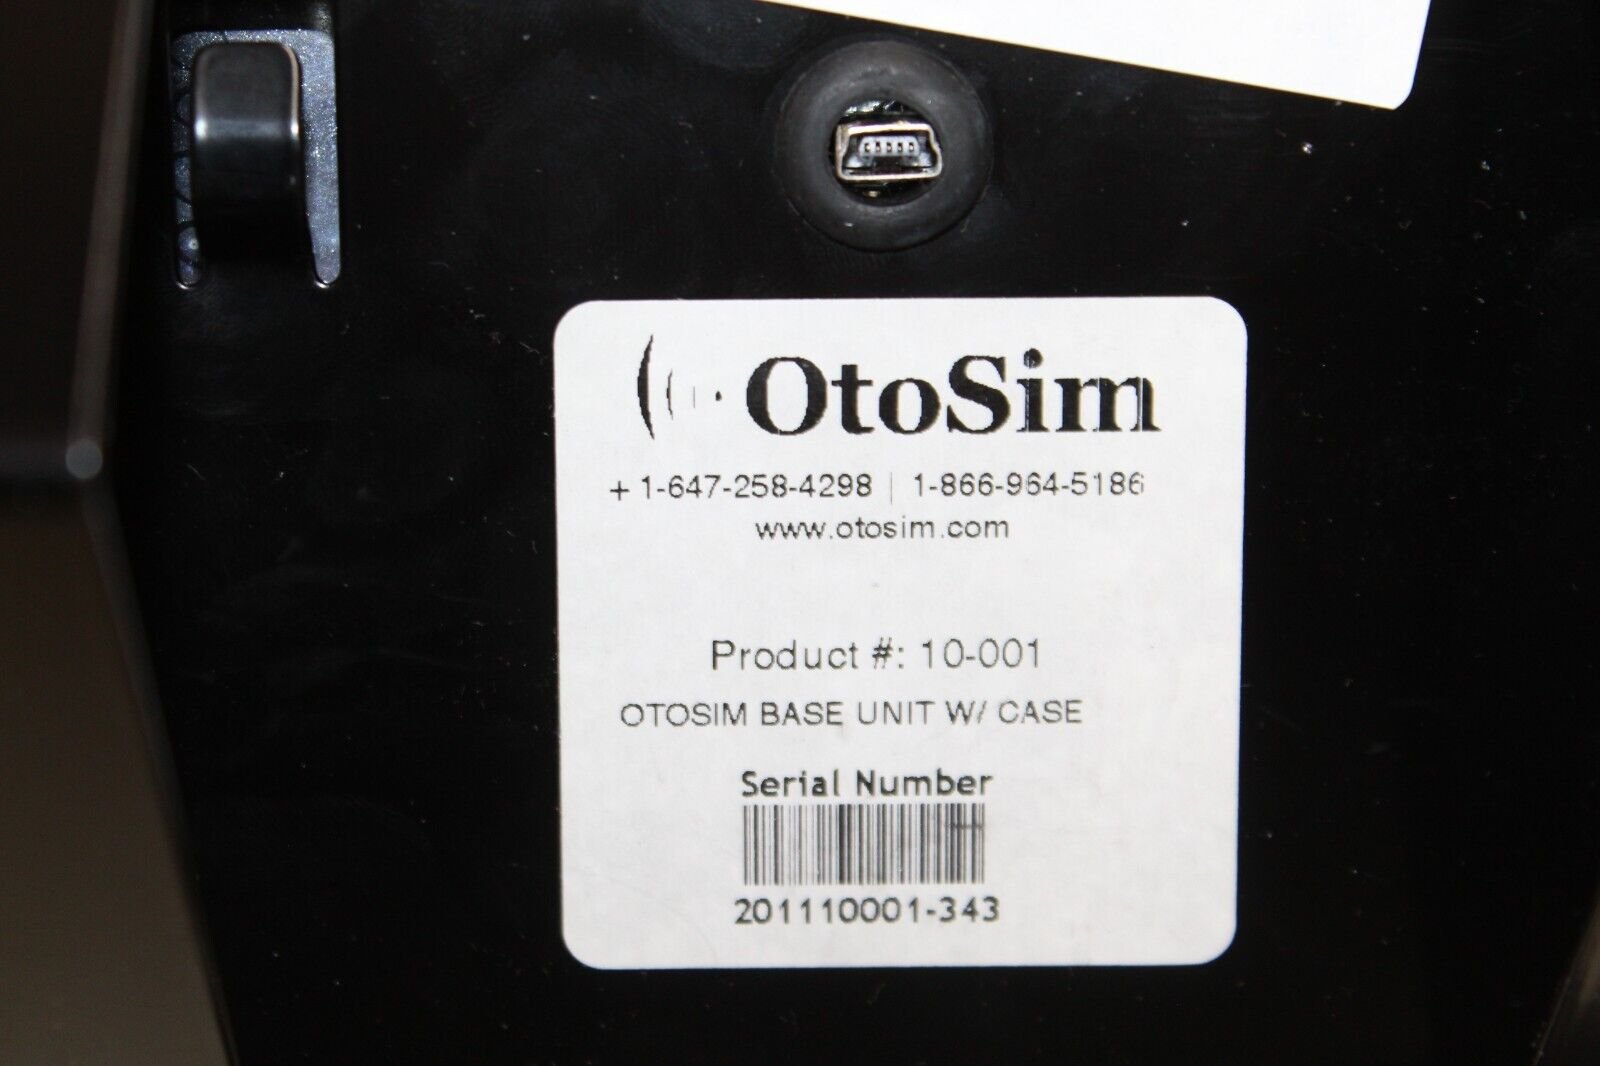 OtoSim
+ 1-647-258-4298 | 1-866-964-5186
www.otosim.com
Product #: 10-001
OTOSIM BASE UNIT W/ CASE
Serial Number
201110001-343